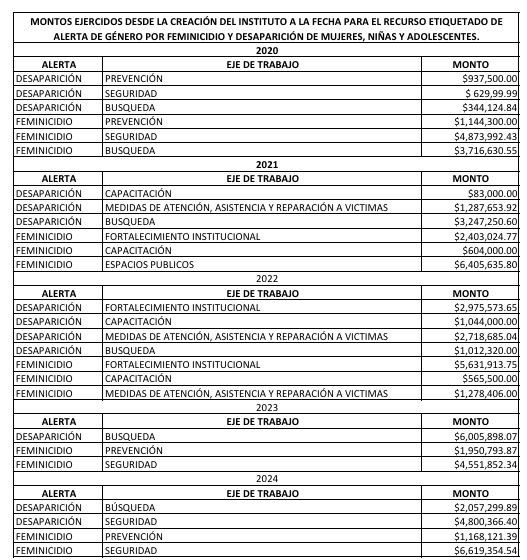 MONTOS EJERCIDOS DESDE LA CREACIÓN DEL INSTITUTO A LA FECHA PARA EL RECURSO ETIQUETADO DE
ALERTA DE GÉNERO POR FEMINICIDIO Y DESAPARICIÓN DE MUJERES, NIÑAS Y ADOLESCENTES.
2020
ALERTA EJE DE TRABAJO MONTO
DESAPARICIÓN PREVENCIÓN $937,500.00
DESAPARICIÓN SEGURIDAD $ 629,99.99
DESAPARICIÓN BUSQUEDA $344,124.84
FEMINICIDIO PREVENCIÓN $1,144,300.00
FEMINICIDIO SEGURIDAD $4,873,992.43
FEMINICIDIO BUSQUEDA $3,716,630.55
2021
ALERTA EJE DE TRABAJO MONTO
DESAPARICIÓN CAPACITACIÓN $83,000.00
DESAPARICIÓN MEDIDAS DE ATENCIÓN, ASISTENCIA Y REPARACIÓN A VICTIMAS $1,287,653.92
DESAPARICIÓN BUSQUEDA $3,247,250.60
FEMINICIDIO FORTALECIMIENTO INSTITUCIONAL $2,403,024.77
FEMINICIDIO CAPACITACIÓN $604,000.00
FEMINICIDIO ESPACIOS PUBLICOS $6,405,635.80
2022
ALERTA EJE DE TRABAJO MONTO
DESAPARICIÓN FORTALECIMIENTO INSTITUCIONAL $2,975,573.65
DESAPARICIÓN CAPACITACIÓN $1,044,000.00
DESAPARICIÓN MEDIDAS DE ATENCIÓN, ASISTENCIA Y REPARACIÓN A VICTIMAS $2,718,685.04
DESAPARICIÓN BUSQUEDA $1,012,320.00
FEMINICIDIO FORTALECIMIENTO INSTITUCIONAL $5,631,913.75
FEMINICIDIO CAPACITACIÓN $565,500.00
FEMINICIDIO MEDIDAS DE ATENCIÓN, ASISTENCIA Y REPARACIÓN A VICTIMAS $1,278,406.00
2023
ALERTA EJE DE TRABAJO MONTO
DESAPARICIÓN BUSQUEDA $6,005,898.07
FEMINICIDIO PREVENCIÓN $1,950,793.87
FEMINICIDIO SEGURIDAD $4,551,852.34
2024
ALERTA EJE DE TRABAJO MONTO
DESAPARICIÓN BÚSQUEDA $2,057,299.89
DESAPARICIÓN SEGURIDAD $4,800,366.40
FEMINICIDIO PREVENCIÓN $1,168,121.39
FEMINICIDIO SEGURIDAD $6,619,354.54